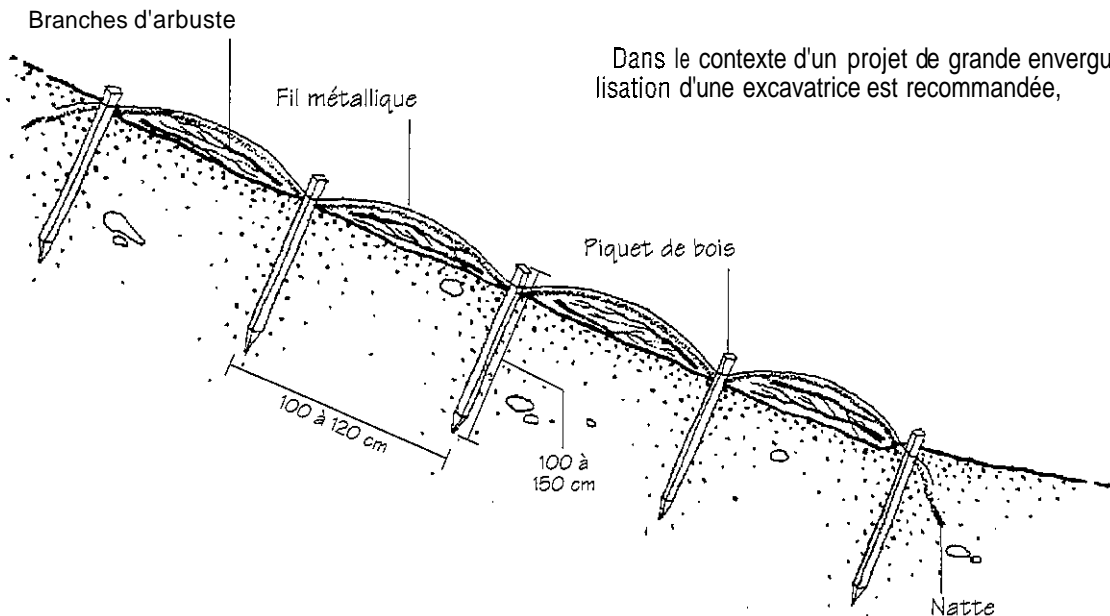 Branches d'arbuste
Dans le contexte d'un projet de grande envergu
lisation d'une excavatrice est recommandée,
Fil métallique
Piquet de bois
100 à 120 cm
100 à
150 cm
Natte